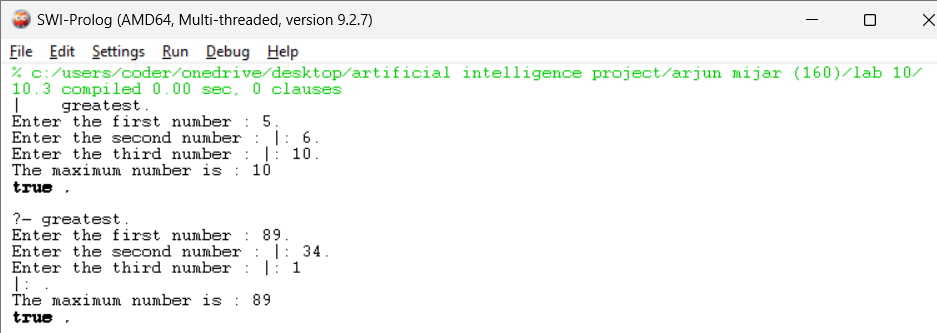 SWI-Prolog (AMD64, Multi-threaded, version 9.2.7)
File Edit Settings Run Debug Help
% c:/users/coder/onedrive/desktop/artificial intelligence project/arjun mijar (160)/lab 10/
10.3 compiled 0.00 sec, 0 clauses
|    greatest.
Enter the first number : 5.
Enter the second number : |: 6.
Enter the third number : |: 10.
The maximum number is : 10
true .
?- greatest.
Enter the first number : 89.
Enter the second number : |: 34.
Enter the third number : |: 1
|: .
The maximum number is : 89
true .